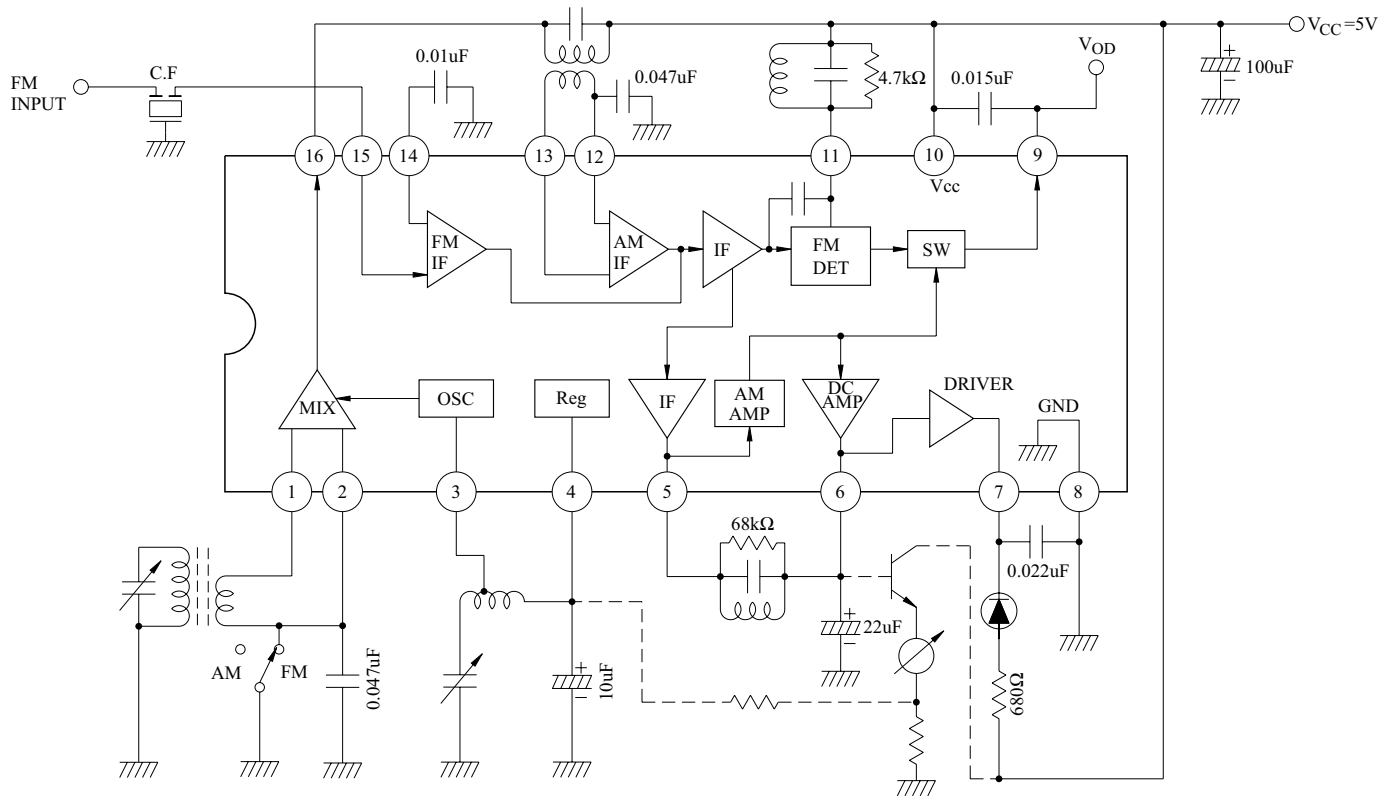 V_CC=5V
FM
INPUT
C.F
0.01uF
0.047uF
4.7kΩ
0.015uF
V_OD
+
−
100uF
16
15
14
13
12
11
10
9
Vcc
FM
IF
AM
IF
IF
FM
DET
SW
MIX
OSC
Reg
IF
AM
AMP
DC
AMP
DRIVER
GND
1
2
3
4
5
6
7
8
68kΩ
0.022uF
AM
FM
0.047uF
+
−
10uF
+
−
22uF
680Ω